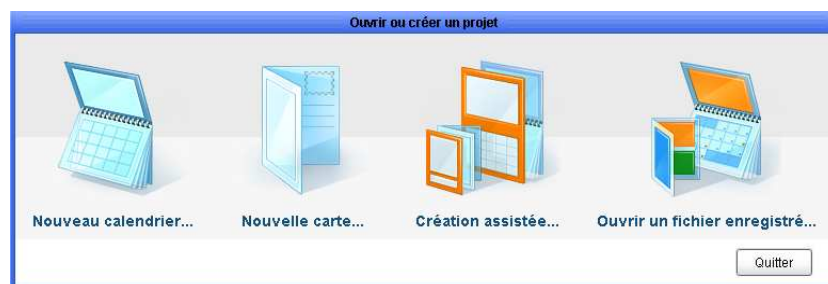 Ouvrir ou créer un projet
Nouveau calendrier... Nouvelle carte... Création assistée... Ouvrir un fichier enregistré...
Quitter